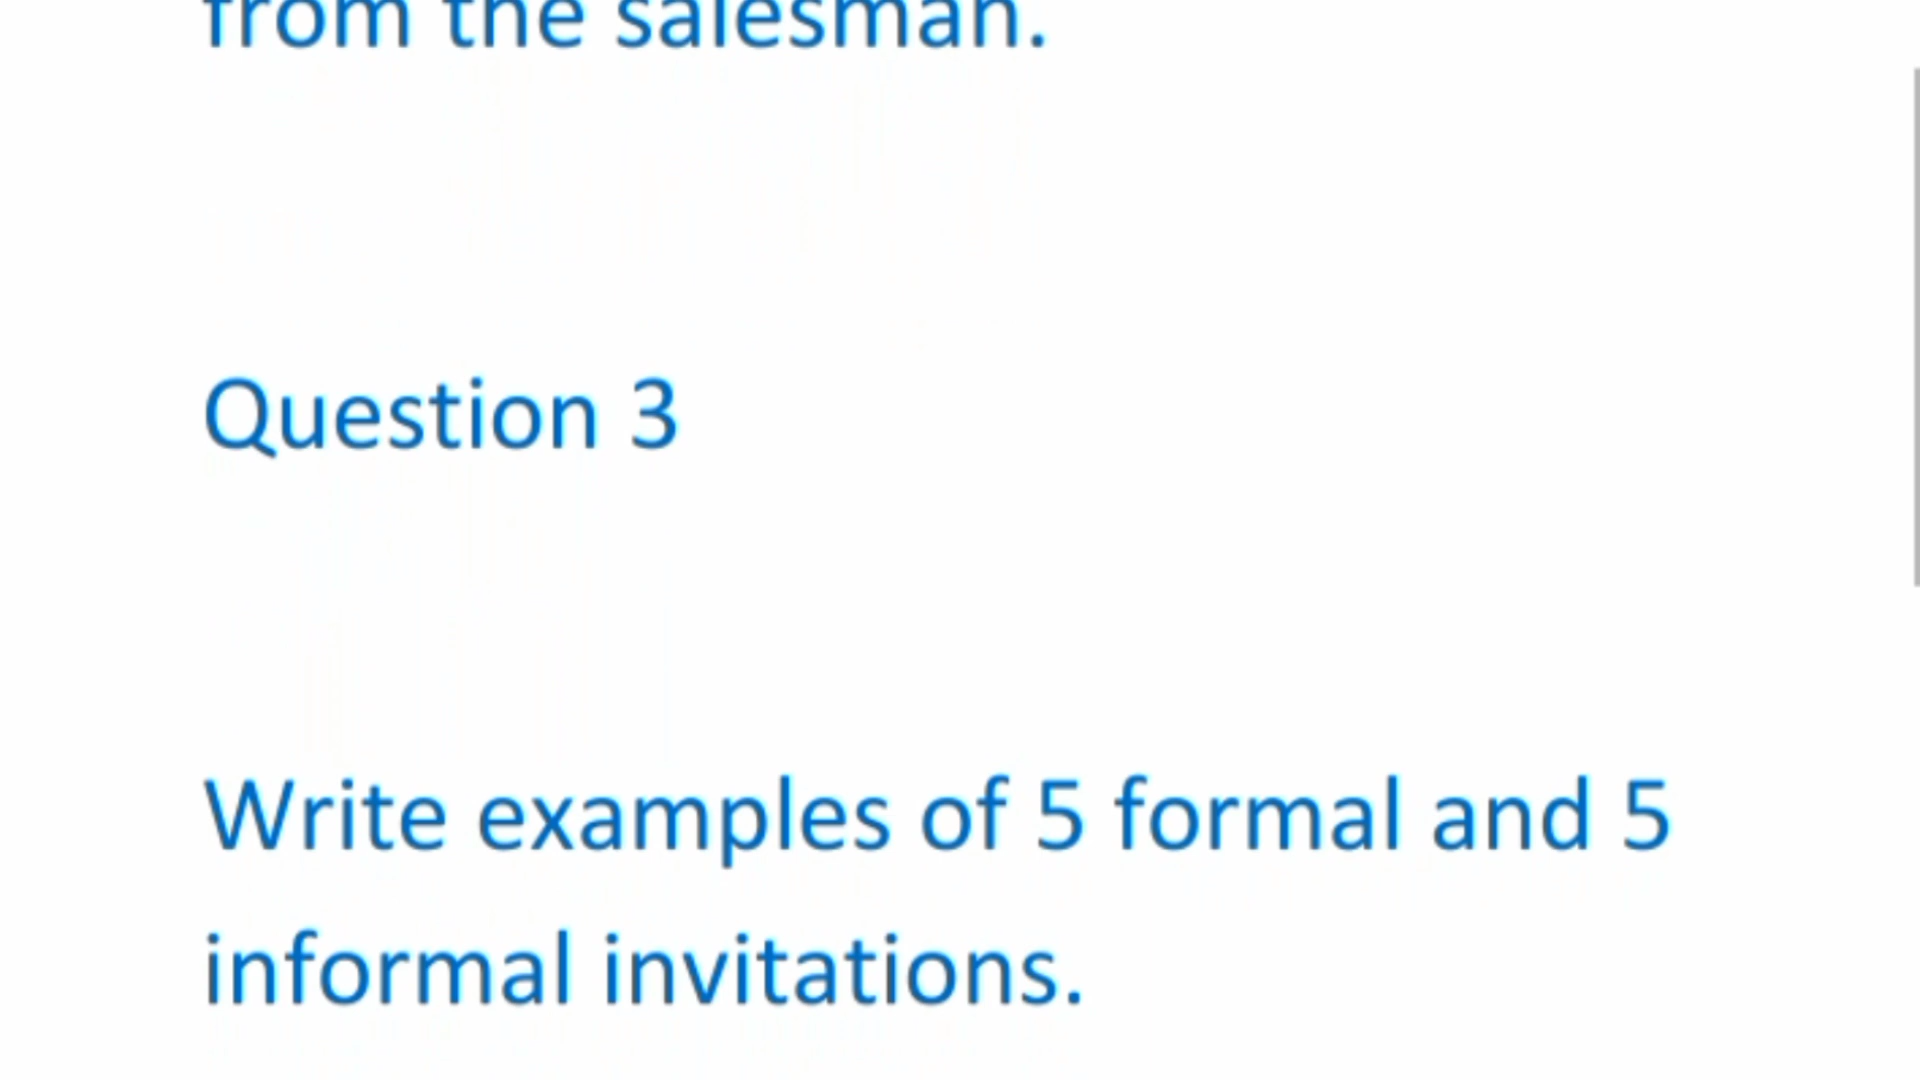 from the salesman.
Question 3
Write examples of 5 formal and 5
informal invitations.